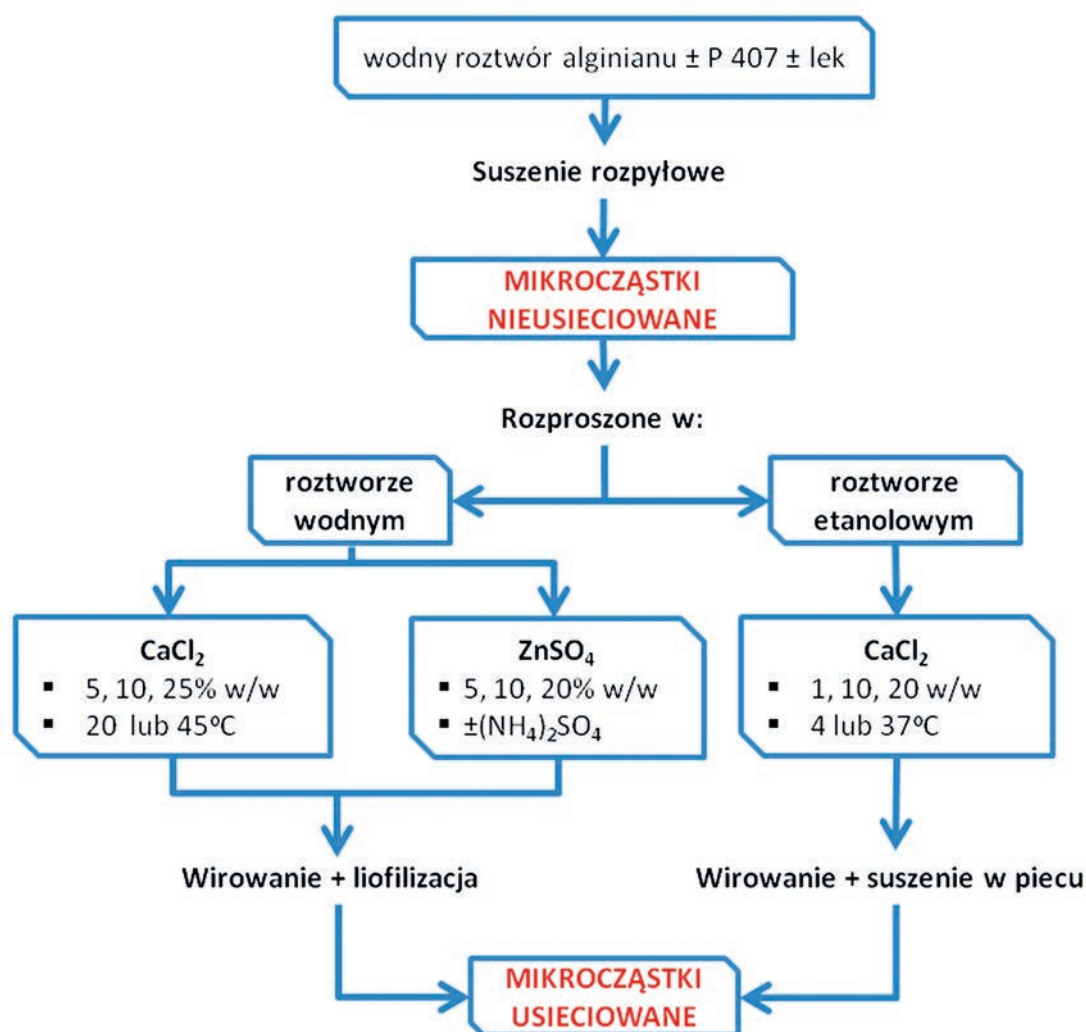 wodny roztwór alginianu ± P 407 ± lek
Suszenie rozpyłowe
MIKROCZĄSTKI
NIEUSIECIOWANE
Rozproszone w:
roztworze
wodnym
roztworze
etanolowym
CaCl₂
▪ 5, 10, 25% w/w
▪ 20 lub 45ºC
ZnSO₄
▪ 5, 10, 20% w/w
▪ ±(NH₄)₂SO₄
CaCl₂
▪ 1, 10, 20 w/w
▪ 4 lub 37ºC
Wirowanie + liofilizacja
Wirowanie + suszenie w piecu
MIKROCZĄSTKI
USIECIOWANE